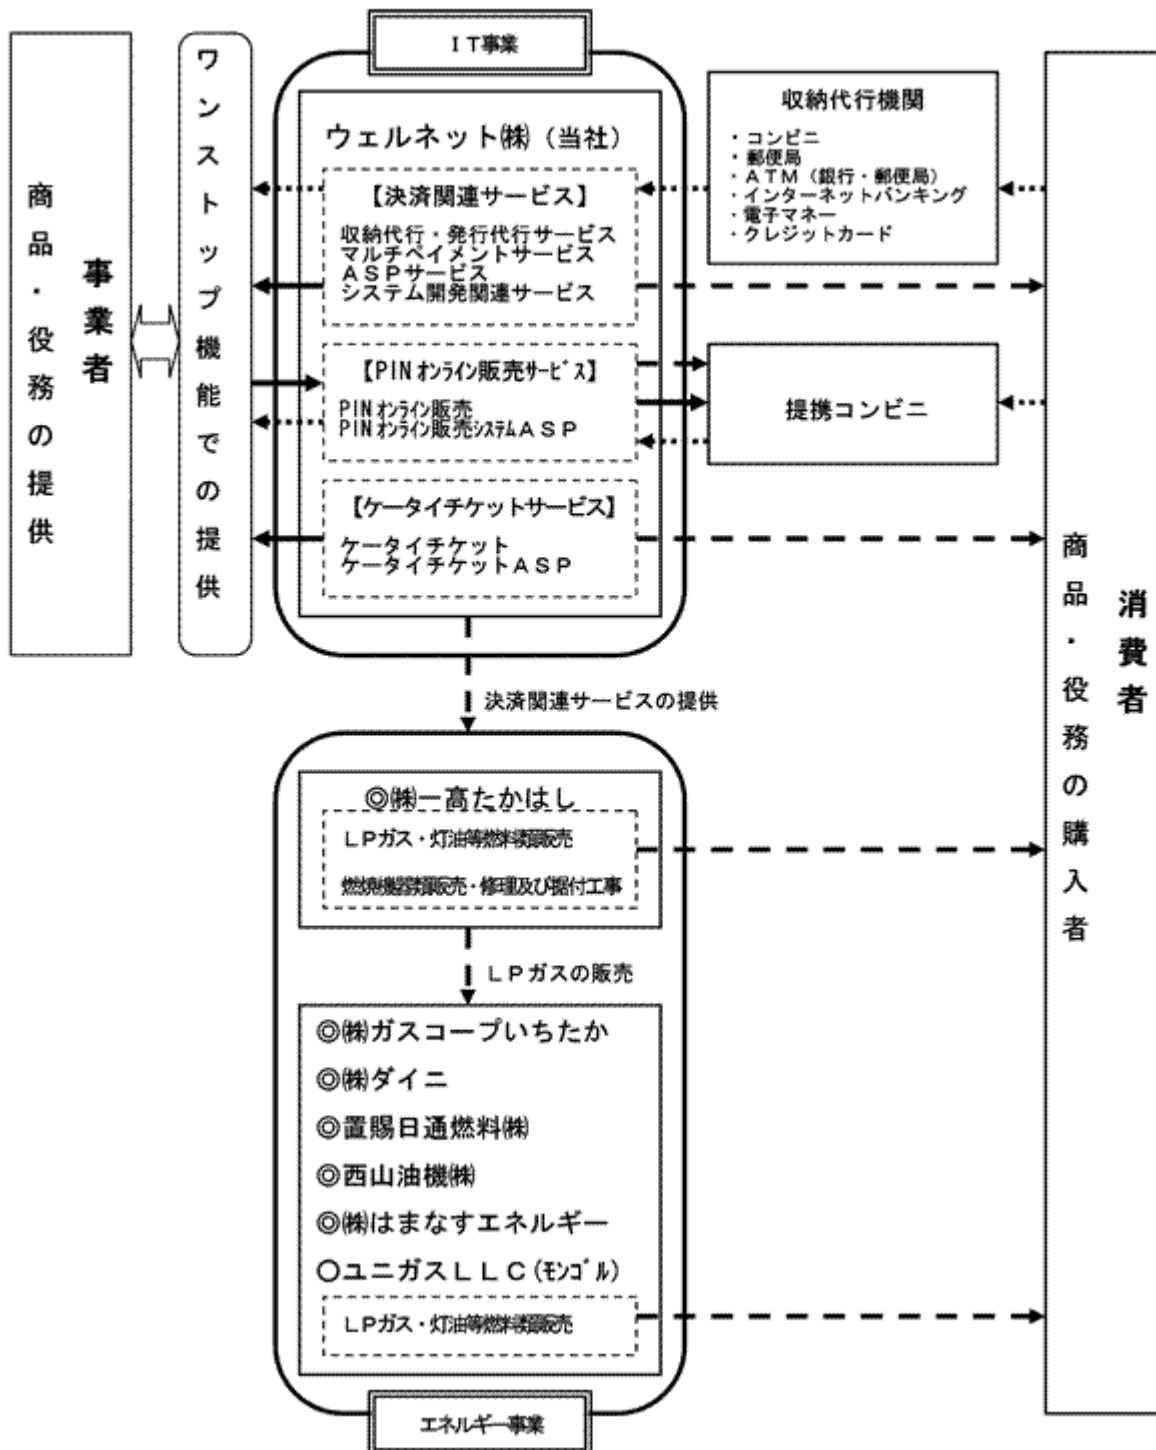 ＩＴ事業
事業者
商品・役務の提供
ワンストップ機能での提供
ウェルネット㈱（当社）
【決済関連サービス】
収納代行・発行代行サービス
マルチペイメントサービス
ＡＳＰサービス
システム開発関連サービス
【PINオンライン販売サービス】
PINオンライン販売
PINオンライン販売システムＡＳＰ
【ケータイチケットサービス】
ケータイチケット
ケータイチケットＡＳＰ
収納代行機関
・コンビニ
・郵便局
・ＡＴＭ（銀行・郵便局）
・インターネットバンキング
・電子マネー
・クレジットカード
提携コンビニ
消費者
商品・役務の購入者
決済関連サービスの提供
◎㈱一高たかはし
ＬＰガス・灯油等燃料類販売
燃焼機器類販売・修理及び据付工事
ＬＰガスの販売
◎㈱ガスコープいちたか
◎㈱ダイニ
◎置賜日通燃料㈱
◎西山油機㈱
◎㈱はまなすエネルギー
○ユニガスＬＬＣ(ﾓﾝｺﾞﾙ)
ＬＰガス・灯油等燃料類販売
エネルギー事業